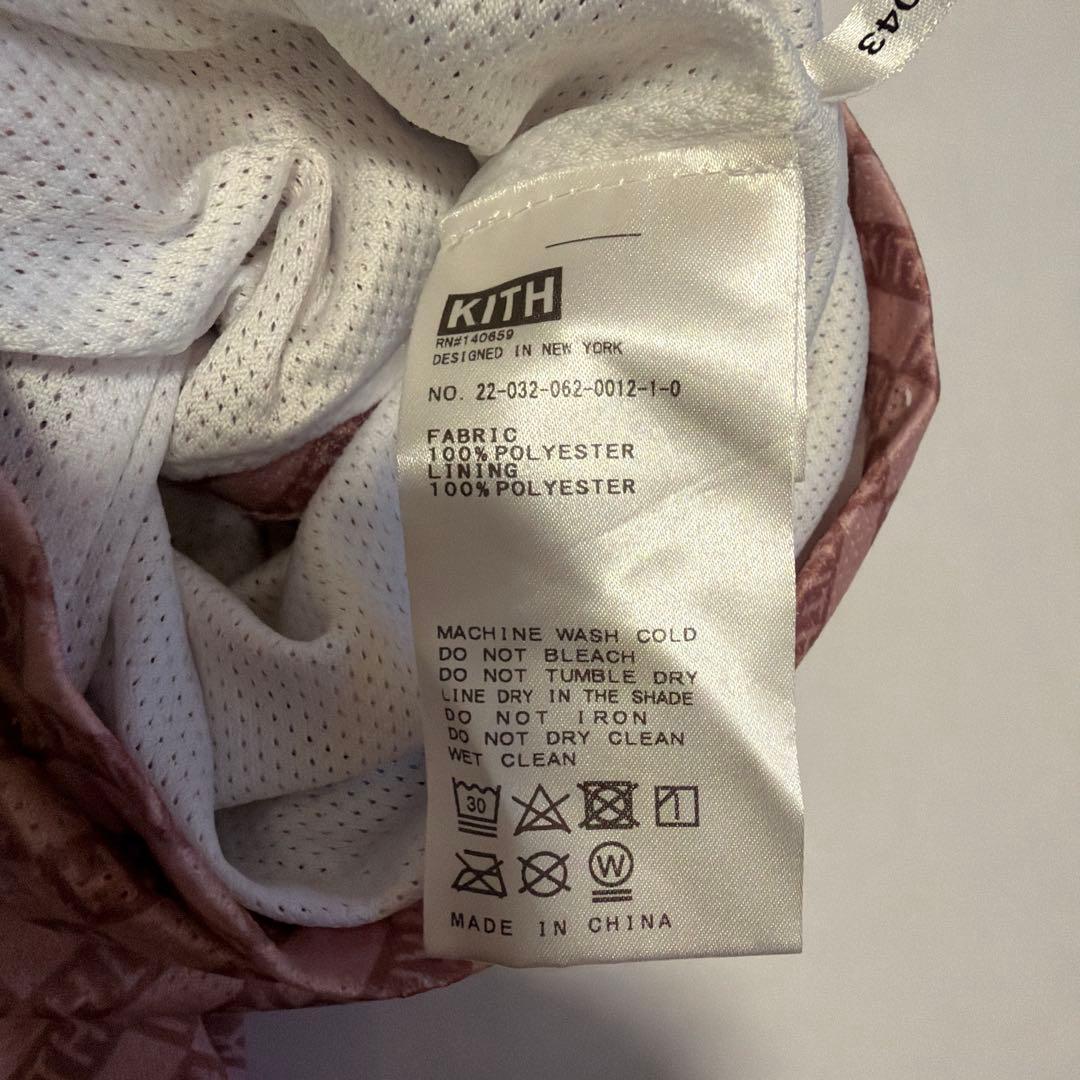 043
KITH
RN#140659
DESIGNED IN NEW YORK
NO. 22-032-062-0012-1-0
FABRIC
100% POLYESTER
LINING
100% POLYESTER
MACHINE WASH COLD
DO NOT BLEACH
DO NOT TUMBLE DRY
LINE DRY IN THE SHADE
DO NOT IRON
DO NOT DRY CLEAN
WET CLEAN
30
W
MADE IN CHINA